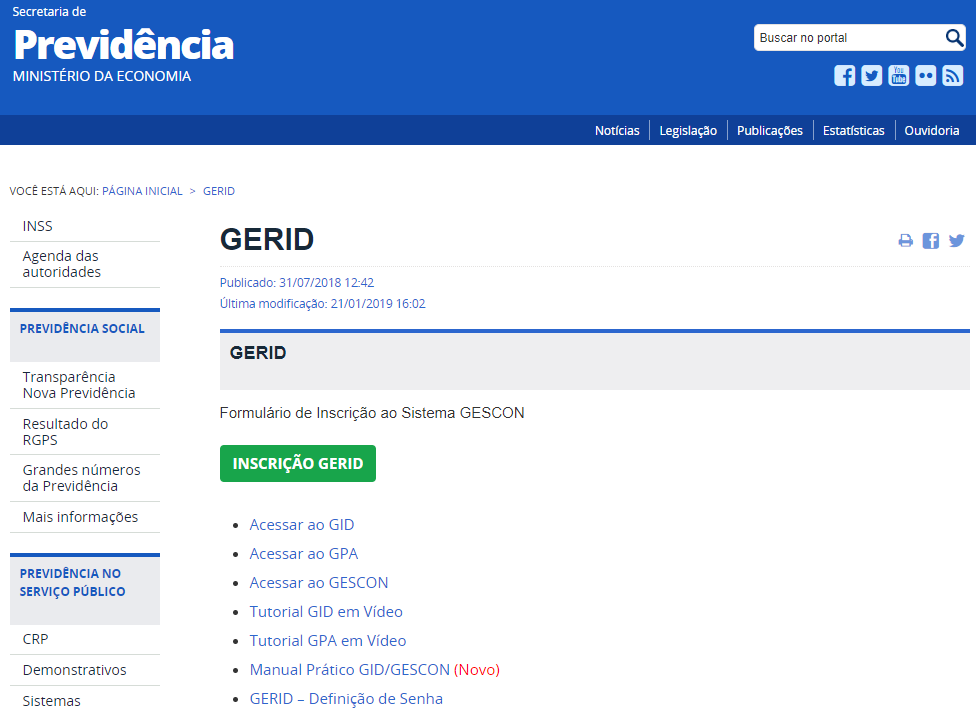 Secretaria de
Previdência
MINISTÉRIO DA ECONOMIA
Buscar no portal
You
Tube
Notícias
Legislação
Publicações
Estatísticas
Ouvidoria
VOCÊ ESTÁ AQUI: PÁGINA INICIAL > GERID
INSS
Agenda das
autoridades
PREVIDÊNCIA SOCIAL
Transparência
Nova Previdência
Resultado do
RGPS
Grandes números
da Previdência
Mais informações
PREVIDÊNCIA NO
SERVIÇO PÚBLICO
CRP
Demonstrativos
Sistemas
GERID
Publicado: 31/07/2018 12:42
Última modificação: 21/01/2019 16:02
GERID
Formulário de Inscrição ao Sistema GESCON
INSCRIÇÃO GERID
Acessar ao GID
Acessar ao GPA
Acessar ao GESCON
Tutorial GID em Vídeo
Tutorial GPA em Vídeo
Manual Prático GID/GESCON (Novo)
GERID – Definição de Senha